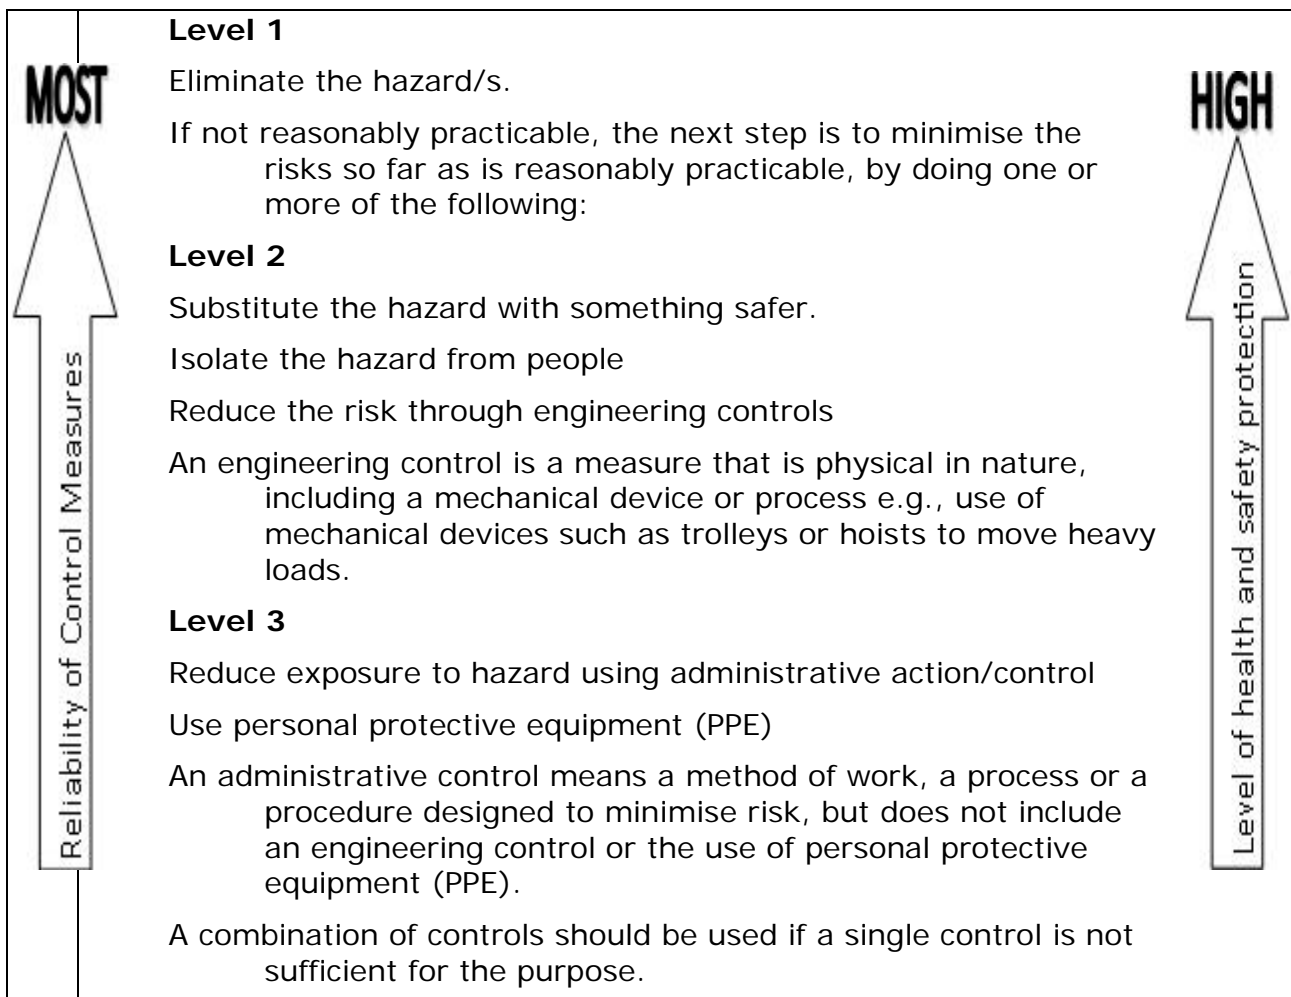 Level 1
MOST
HIGH
Eliminate the hazard/s.
If not reasonably practicable, the next step is to minimise the
risks so far as is reasonably practicable, by doing one or
more of the following:
Level 2
Substitute the hazard with something safer.
Isolate the hazard from people
Reduce the risk through engineering controls
An engineering control is a measure that is physical in nature,
including a mechanical device or process e.g., use of
mechanical devices such as trolleys or hoists to move heavy
loads.
Level 3
Reduce exposure to hazard using administrative action/control
Use personal protective equipment (PPE)
An administrative control means a method of work, a process or a
procedure designed to minimise risk, but does not include
an engineering control or the use of personal protective
equipment (PPE).
A combination of controls should be used if a single control is not
sufficient for the purpose.
Reliability of Control Measures
Level of health and safety protection